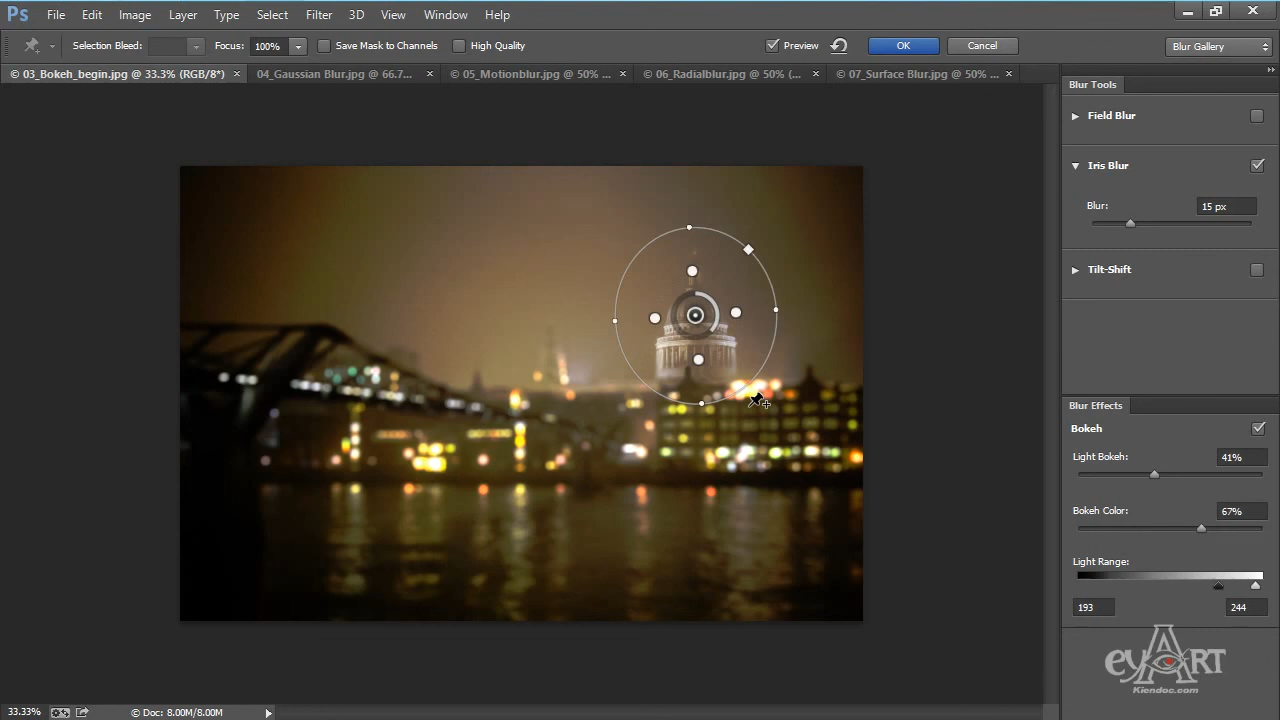 Ps File Edit Image Layer Type Select Filter 3D View Window Help
Selection Bleed: Focus: 100% Save Mask to Channels High Quality Preview OK Cancel Blur Gallery
© 03_Bokeh_begin.jpg @ 33.3% (RGB/8*) × 04_Gaussian Blur.jpg @ 66.7... × © 05_Motionblur.jpg @ 50% ... × © 06_Radialblur.jpg @ 50% (... × © 07_Surface Blur.jpg @ 50% ... ×
Blur Tools
Field Blur
Iris Blur
Blur: 15 px
Tilt-Shift
Blur Effects
Bokeh
Light Bokeh: 41%
Bokeh Color: 67%
Light Range:
193 244
eyART
Kiendoc.com
33.33% © Doc: 8.00M/8.00M